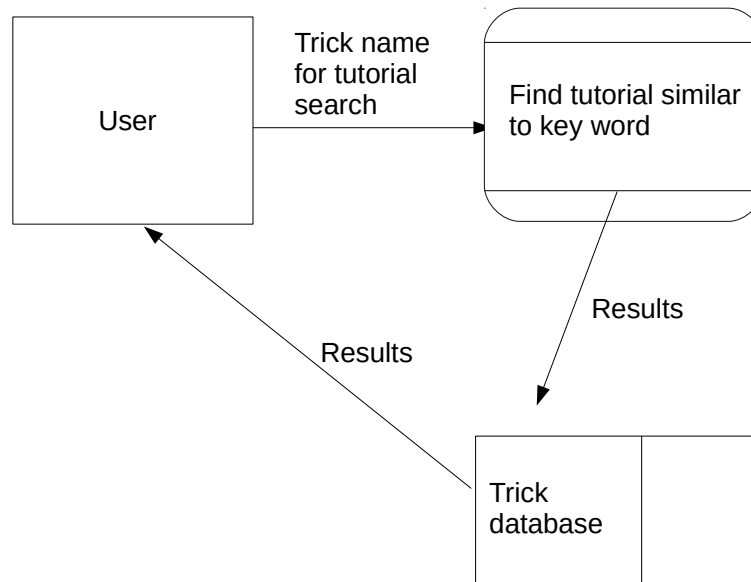 User
Trick name
for tutorial
search
Find tutorial similar
to key word
Results
Results
Trick
database